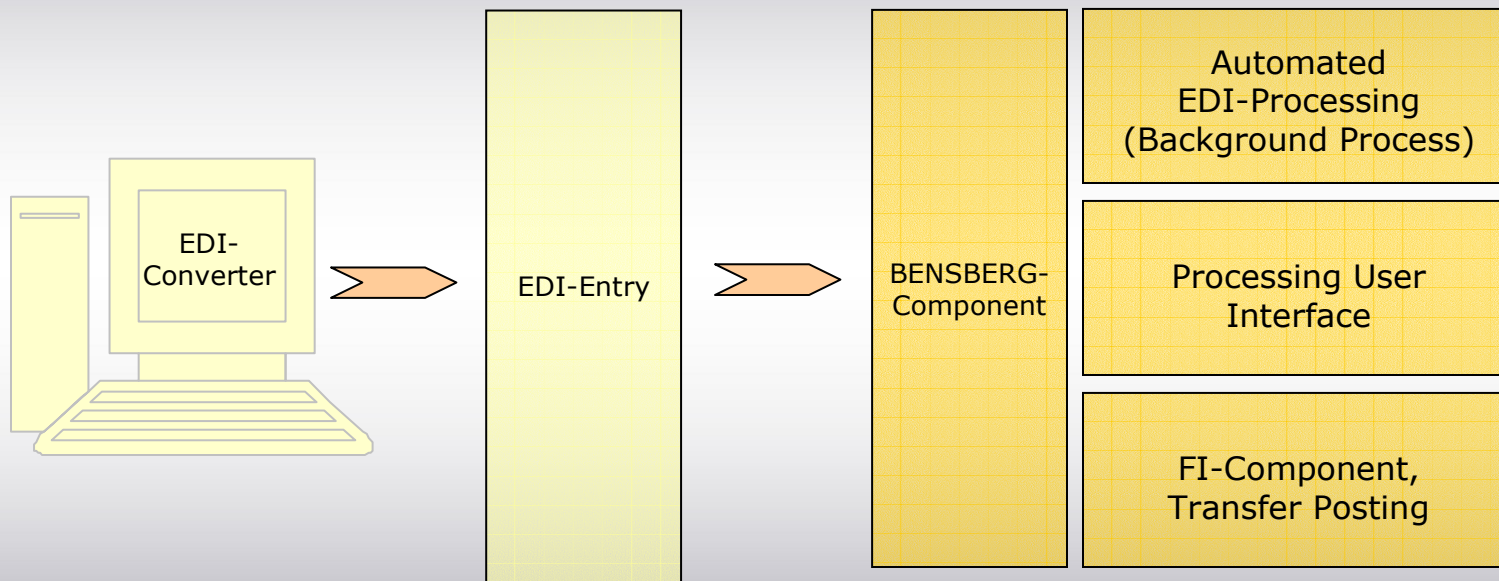 EDI-
Converter
EDI-Entry
BENSBERG-
Component
Automated
EDI-Processing
(Background Process)
Processing User
Interface
FI-Component,
Transfer Posting